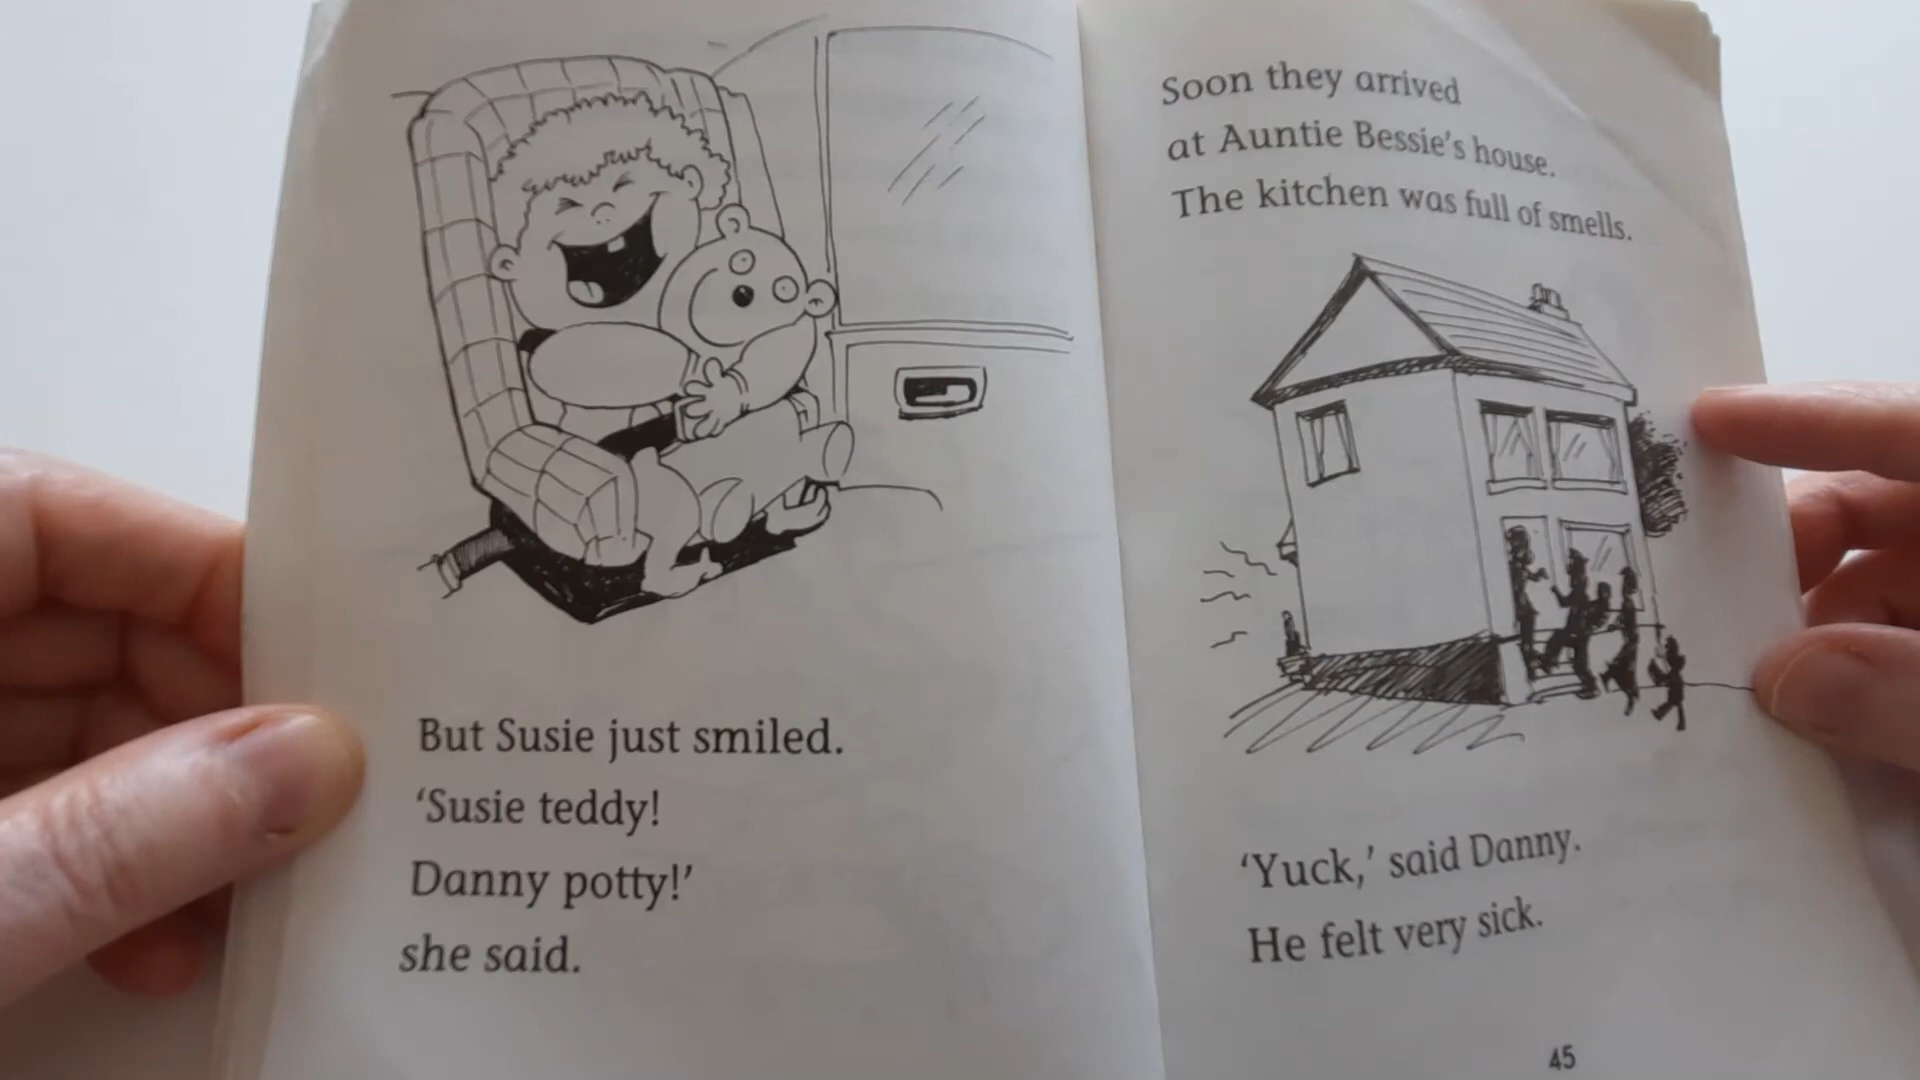 But Susie just smiled.
‘Susie teddy!
Danny potty!’
she said.
Soon they arrived
at Auntie Bessie’s house.
The kitchen was full of smells.
‘Yuck,’ said Danny.
He felt very sick.
45